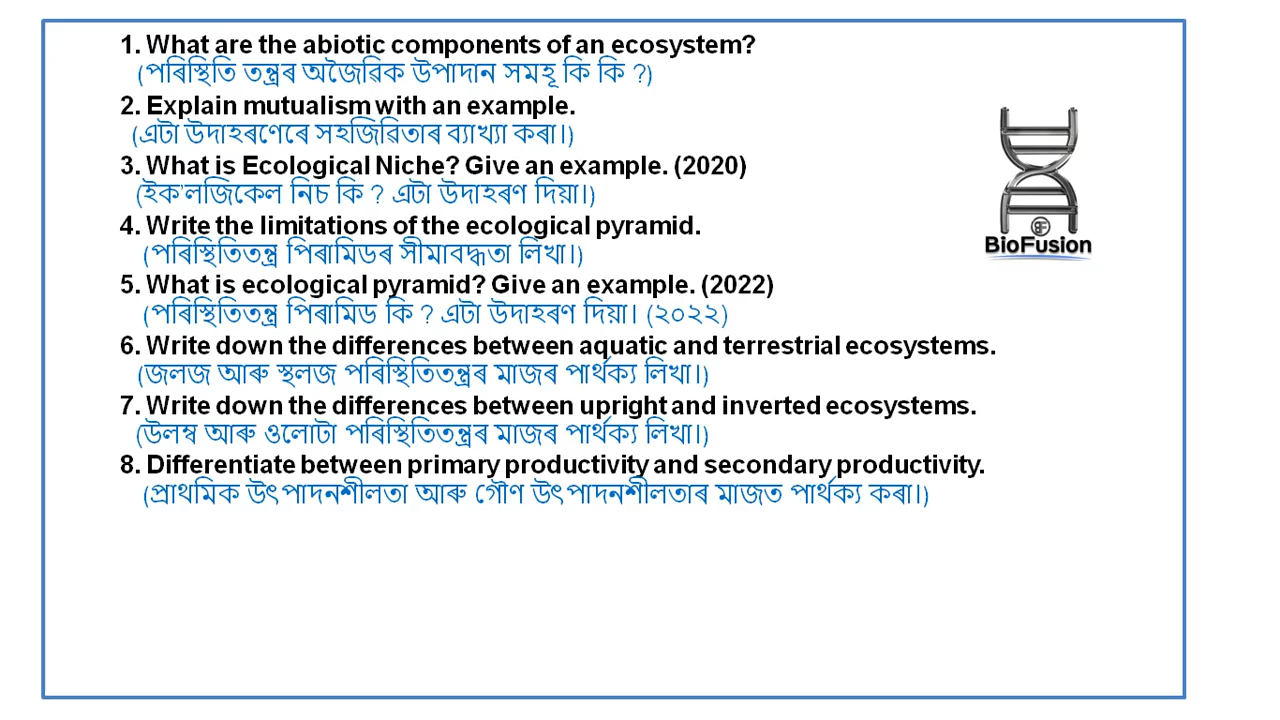 1. What are the abiotic components of an ecosystem?
(পৰিস্থিতি তন্ত্ৰৰ অজৈৱিক উপাদান সমহূ কি কি ?)
2. Explain mutualism with an example.
(এটা উদাহৰণেৰে সহজিৱিতাৰ ব্যাখ্যা কৰা।)
3. What is Ecological Niche? Give an example. (2020)
(ইক'লজিকেল নিচ কি ? এটা উদাহৰণ দিয়া।)
4. Write the limitations of the ecological pyramid.
(পৰিস্থিতিতন্ত্ৰ পিৰামিডৰ সীমাবদ্ধতা লিখা।)
5. What is ecological pyramid? Give an example. (2022)
(পৰিস্থিতিতন্ত্ৰ পিৰামিড কি ? এটা উদাহৰণ দিয়া। (২০২২)
6. Write down the differences between aquatic and terrestrial ecosystems.
(জলজ আৰু স্থলজ পৰিস্থিতিতন্ত্ৰৰ মাজৰ পাৰ্থক্য লিখা।)
7. Write down the differences between upright and inverted ecosystems.
(উলম্ব আৰু ওলোটা পৰিস্থিতিতন্ত্ৰৰ মাজৰ পাৰ্থক্য লিখা।)
8. Differentiate between primary productivity and secondary productivity.
(প্ৰাথমিক উৎপাদনশীলতা আৰু গৌণ উৎপাদনশীলতাৰ মাজত পাৰ্থক্য কৰা।)
BioFusion